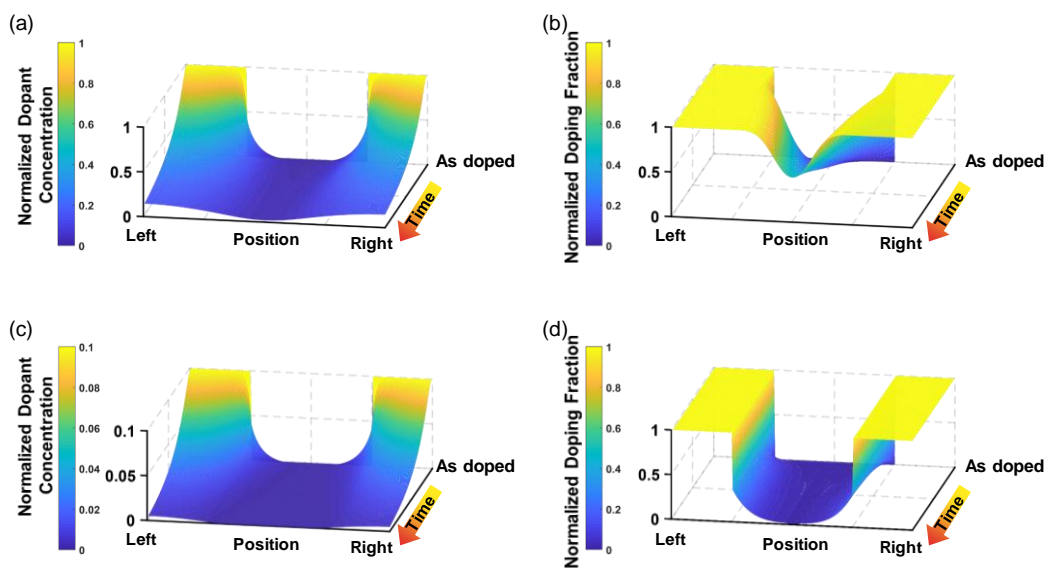 (a)
Normalized Dopant
Concentration
1
0.8
0.6
0.4
0.2
0
1
0.5
0
Left
Position
Right
As doped
Time
(b)
Normalized Doping Fraction
1
0.8
0.6
0.4
0.2
0
1
0.5
0
Left
Position
Right
As doped
Time
(c)
Normalized Dopant
Concentration
0.1
0.08
0.06
0.04
0.02
0
0.1
0.05
0
Left
Position
Right
As doped
Time
(d)
Normalized Doping Fraction
1
0.8
0.6
0.4
0.2
0
1
0.5
0
Left
Position
Right
As doped
Time